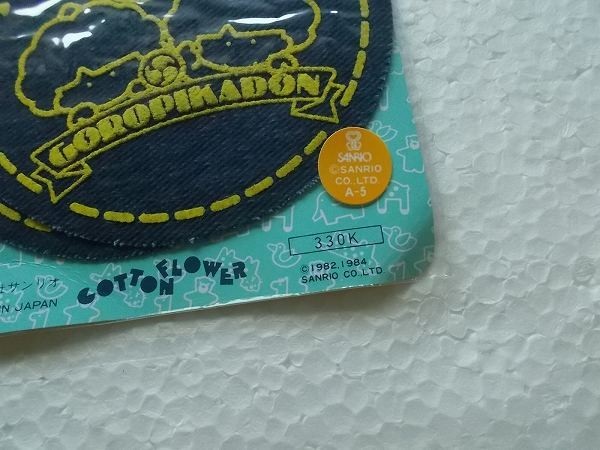 GOROPIKADON
SANRIO
©SANRIO
CO.,LTD.
A-5
330K
©1982,1984
SANRIO CO.,LTD.
COTTON FLOWER
サンリオ
JAPAN